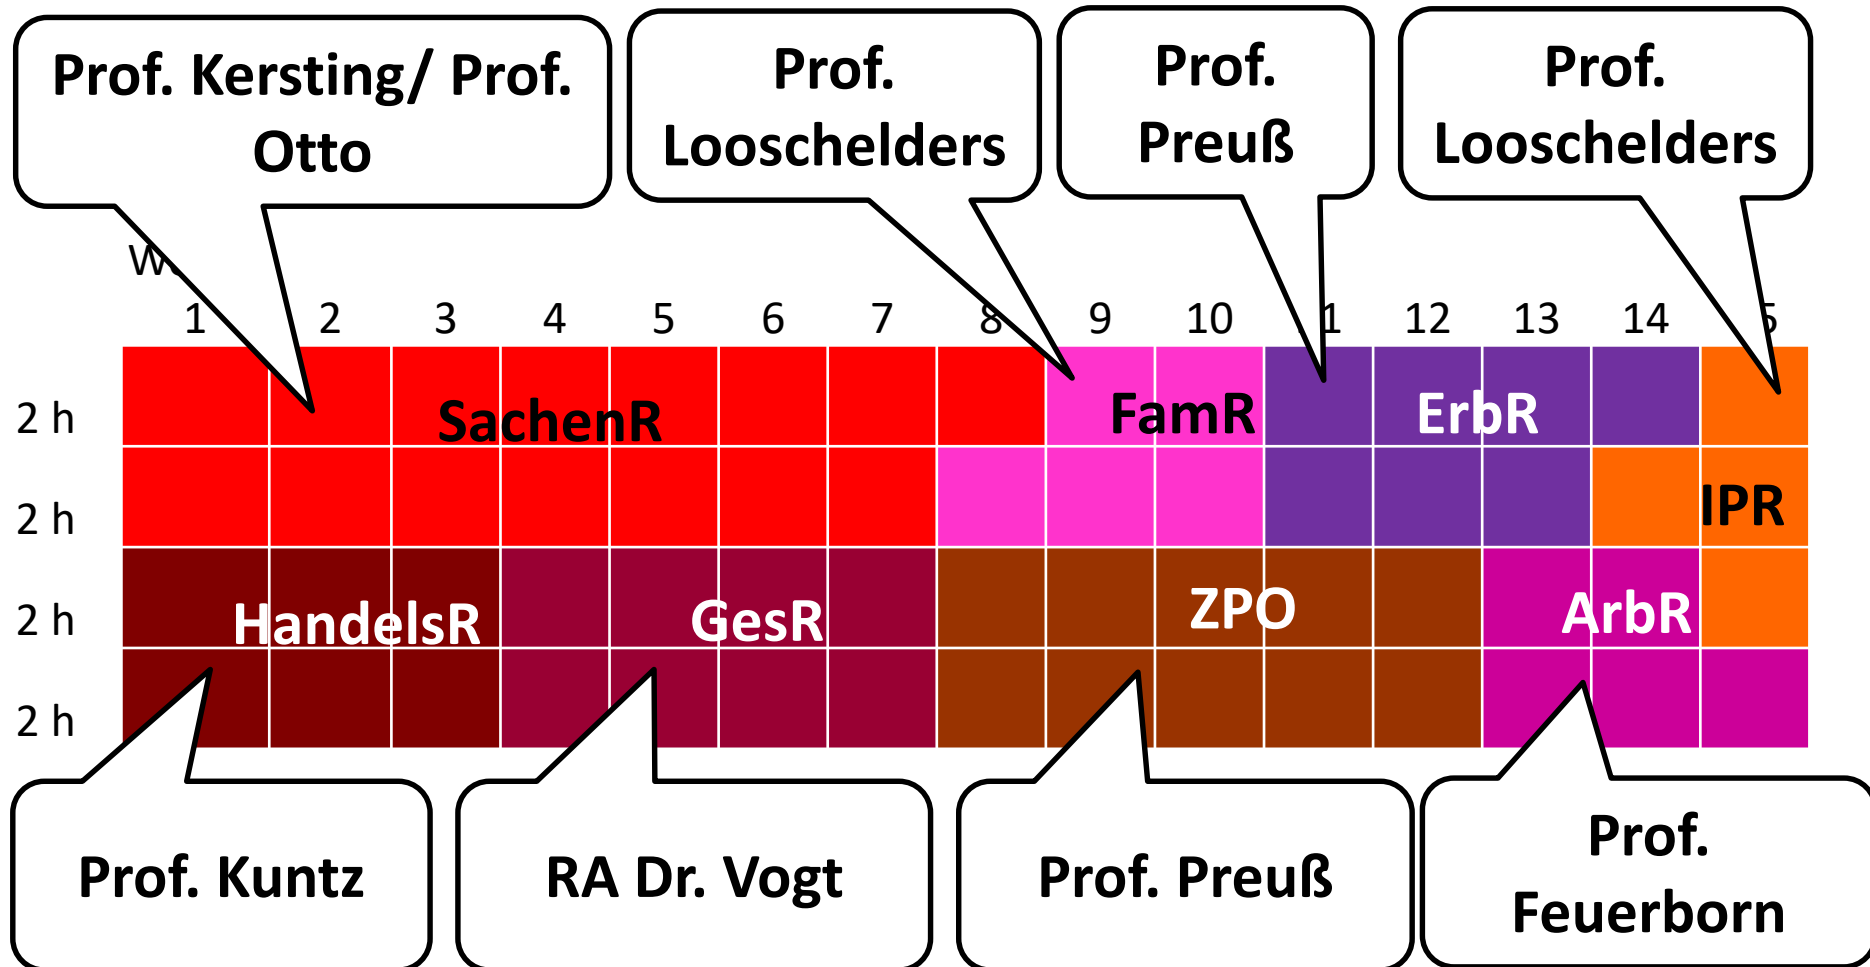 Prof. Kersting/ Prof.
Otto
Prof.
Looschelders
Prof.
Preuß
Prof.
Looschelders
1 2 3 4 5 6 7 8 9 10 1 12 13 14 5
2 h
SachenR FamR ErbR
2 h
IPR
2 h
HandelsR GesR ZPO ArbR
2 h
Prof. Kuntz
RA Dr. Vogt
Prof. Preuß
Prof.
Feuerborn